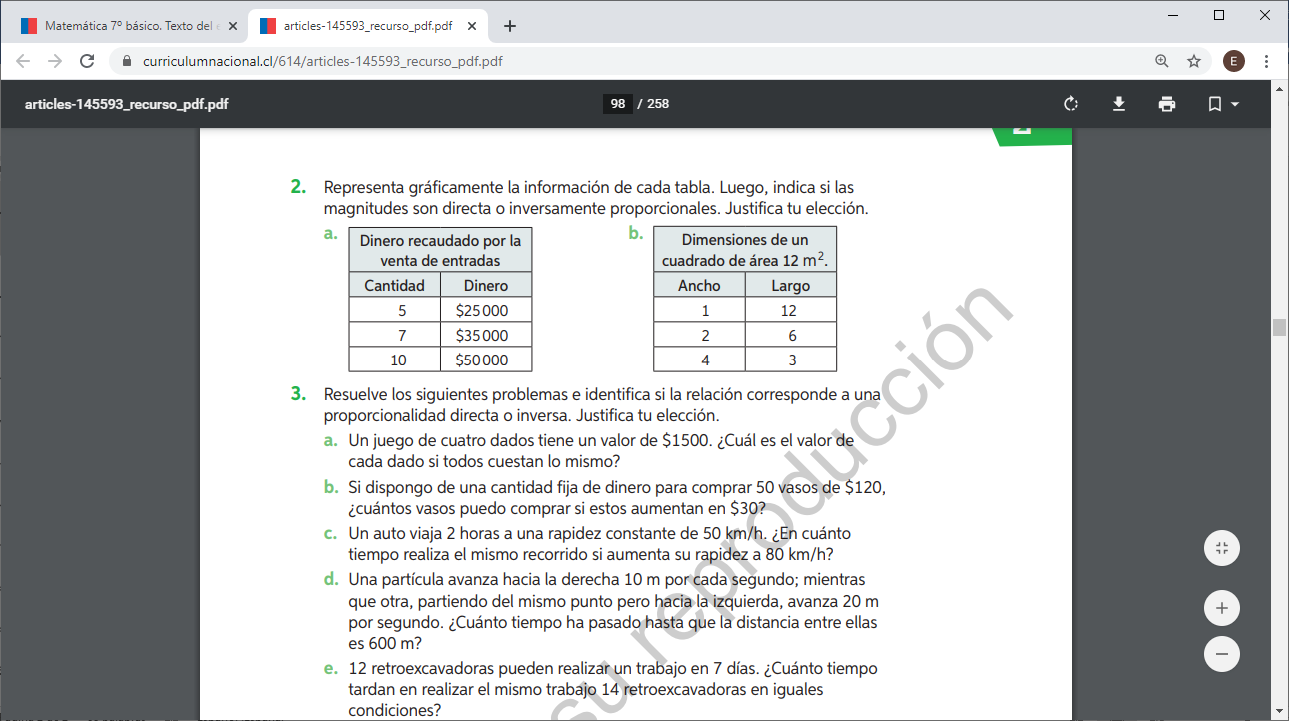 Matemática 7º básico. Texto del e
articles-145593_recurso_pdf.pdf
curriculumnacional.cl/614/articles-145593_recurso_pdf.pdf
E
articles-145593_recurso_pdf.pdf
98 / 258
2. Representa gráficamente la información de cada tabla. Luego, indica si las
magnitudes son directa o inversamente proporcionales. Justifica tu elección.
a.
Dinero recaudado por la
venta de entradas
Cantidad Dinero
5 $25 000
7 $35 000
10 $50 000
b.
Dimensiones de un
cuadrado de área 12 m².
Ancho Largo
1 12
2 6
4 3
3. Resuelve los siguientes problemas e identifica si la relación corresponde a una
proporcionalidad directa o inversa. Justifica tu elección.
a. Un juego de cuatro dados tiene un valor de $1500. ¿Cuál es el valor de
cada dado si todos cuestan lo mismo?
b. Si dispongo de una cantidad fija de dinero para comprar 50 vasos de $120,
¿cuántos vasos puedo comprar si estos aumentan en $30?
c. Un auto viaja 2 horas a una rapidez constante de 50 km/h. ¿En cuánto
tiempo realiza el mismo recorrido si aumenta su rapidez a 80 km/h?
d. Una partícula avanza hacia la derecha 10 m por cada segundo; mientras
que otra, partiendo del mismo punto pero hacia la izquierda, avanza 20 m
por segundo. ¿Cuánto tiempo ha pasado hasta que la distancia entre ellas
es 600 m?
e. 12 retroexcavadoras pueden realizar un trabajo en 7 días. ¿Cuánto tiempo
tardan en realizar el mismo trabajo 14 retroexcavadoras en iguales
condiciones?
su reproducción